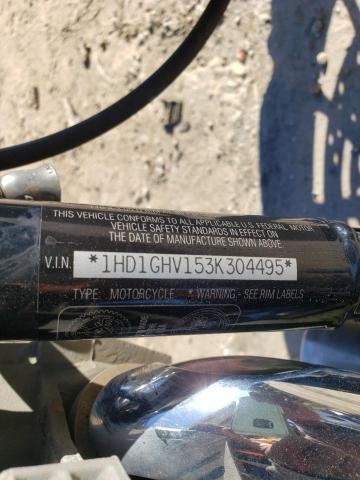 THIS VEHICLE CONFORMS TO ALL APPLICABLE U.S. FEDERAL MOTOR
VEHICLE SAFETY STANDARDS IN EFFECT ON
THE DATE OF MANUFACTURE SHOWN ABOVE.
V.I.N. *1HD1GHV153K304495*
TYPE: MOTORCYCLE *WARNING - SEE RIM LABELS